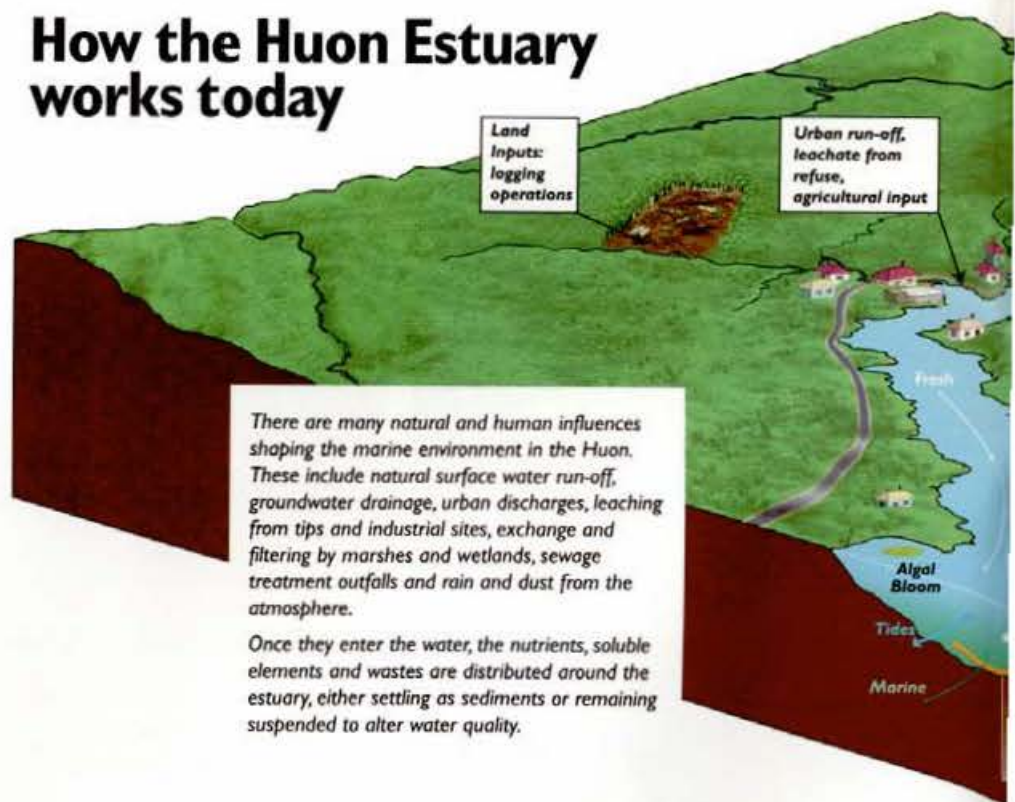 How the Huon Estuary
works today
Land
Inputs:
logging
operations
Urban run-off,
leachate from
refuse,
agricultural input
Fresh
There are many natural and human influences
shaping the marine environment in the Huon.
These include natural surface water run-off,
groundwater drainage, urban discharges, leaching
from tips and industrial sites, exchange and
filtering by marshes and wetlands, sewage
treatment outfalls and rain and dust from the
atmosphere.
Once they enter the water, the nutrients, soluble
elements and wastes are distributed around the
estuary, either settling as sediments or remaining
suspended to alter water quality.
Algal
Bloom
Tides
Marine